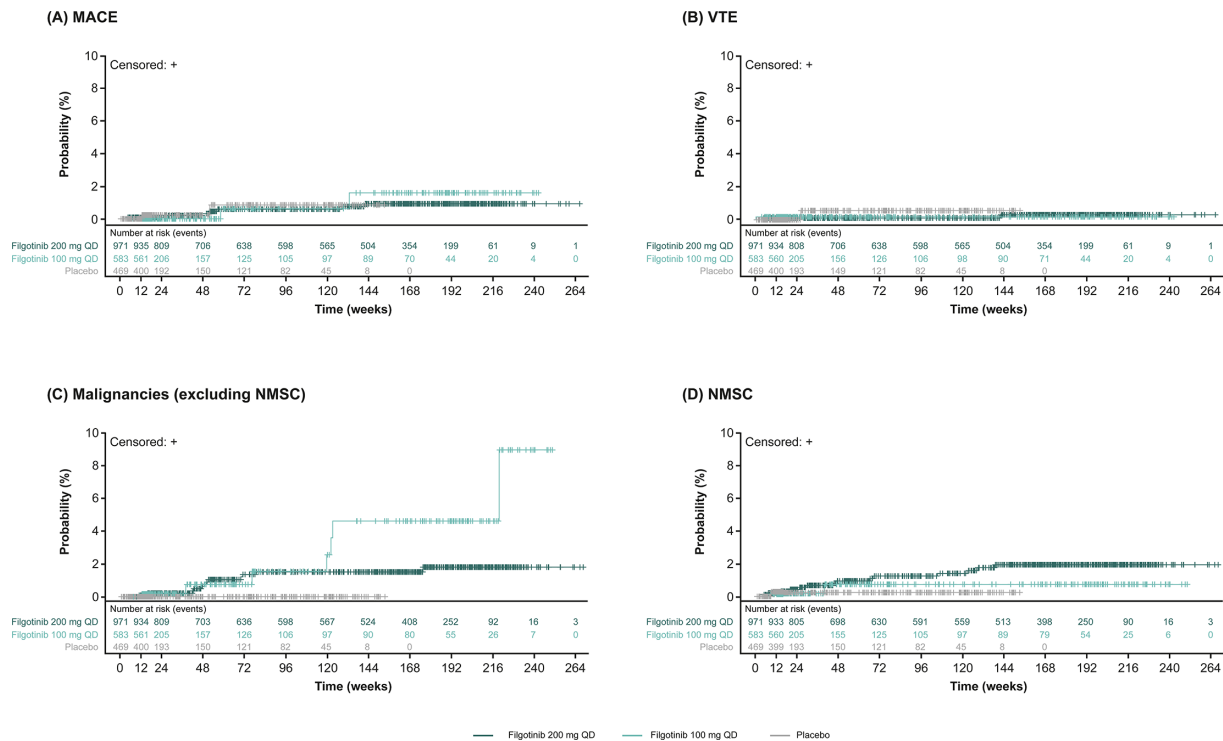 (A) MACE
10
8
6
4
2
0
Probability (%)
Censored: +
Number at risk (events)
Filgotinib 200 mg QD 971 935 809 706 638 598 565 504 354 199 61 9 1
Filgotinib 100 mg QD 583 561 206 157 125 105 97 89 70 44 20 4 0
Placebo 469 400 192 150 121 82 45 8 0
0 12 24 48 72 96 120 144 168 192 216 240 264
Time (weeks)
(B) VTE
10
8
6
4
2
0
Probability (%)
Censored: +
Number at risk (events)
Filgotinib 200 mg QD 971 934 808 706 638 598 565 504 354 199 61 9 1
Filgotinib 100 mg QD 583 560 205 156 126 106 98 90 71 44 20 4 0
Placebo 469 400 193 149 121 82 45 8 0
0 12 24 48 72 96 120 144 168 192 216 240 264
Time (weeks)
(C) Malignancies (excluding NMSC)
10
8
6
4
2
0
Probability (%)
Censored: +
Number at risk (events)
Filgotinib 200 mg QD 971 934 809 703 636 598 567 524 408 252 92 16 3
Filgotinib 100 mg QD 583 561 205 157 126 106 97 90 80 55 26 7 0
Placebo 469 400 193 150 121 82 45 8 0
0 12 24 48 72 96 120 144 168 192 216 240 264
Time (weeks)
(D) NMSC
10
8
6
4
2
0
Probability (%)
Censored: +
Number at risk (events)
Filgotinib 200 mg QD 971 933 805 698 630 591 559 513 398 250 90 16 3
Filgotinib 100 mg QD 583 560 205 155 125 105 97 89 79 54 25 6 0
Placebo 469 399 193 150 121 82 45 8 0
0 12 24 48 72 96 120 144 168 192 216 240 264
Time (weeks)
Filgotinib 200 mg QD Filgotinib 100 mg QD Placebo